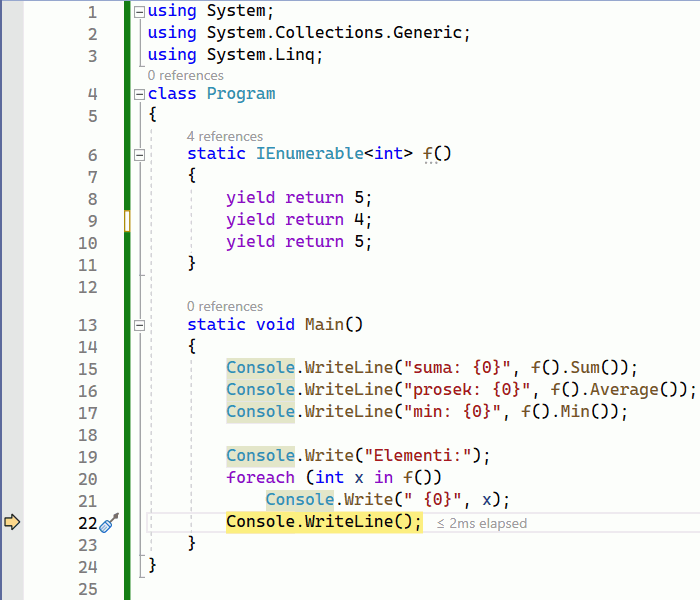 1 using System;
2 using System.Collections.Generic;
3 using System.Linq;
0 references
4 class Program
5 {
4 references
6 static IEnumerable<int> f()
7 {
8 yield return 5;
9 yield return 4;
10 yield return 5;
11 }
12
0 references
13 static void Main()
14 {
15 Console.WriteLine("suma: {0}", f().Sum());
16 Console.WriteLine("prosek: {0}", f().Average());
17 Console.WriteLine("min: {0}", f().Min());
18
19 Console.Write("Elementi:");
20 foreach (int x in f())
21 Console.Write(" {0}", x);
22 Console.WriteLine(); ≤ 2ms elapsed
23 }
24 }
25